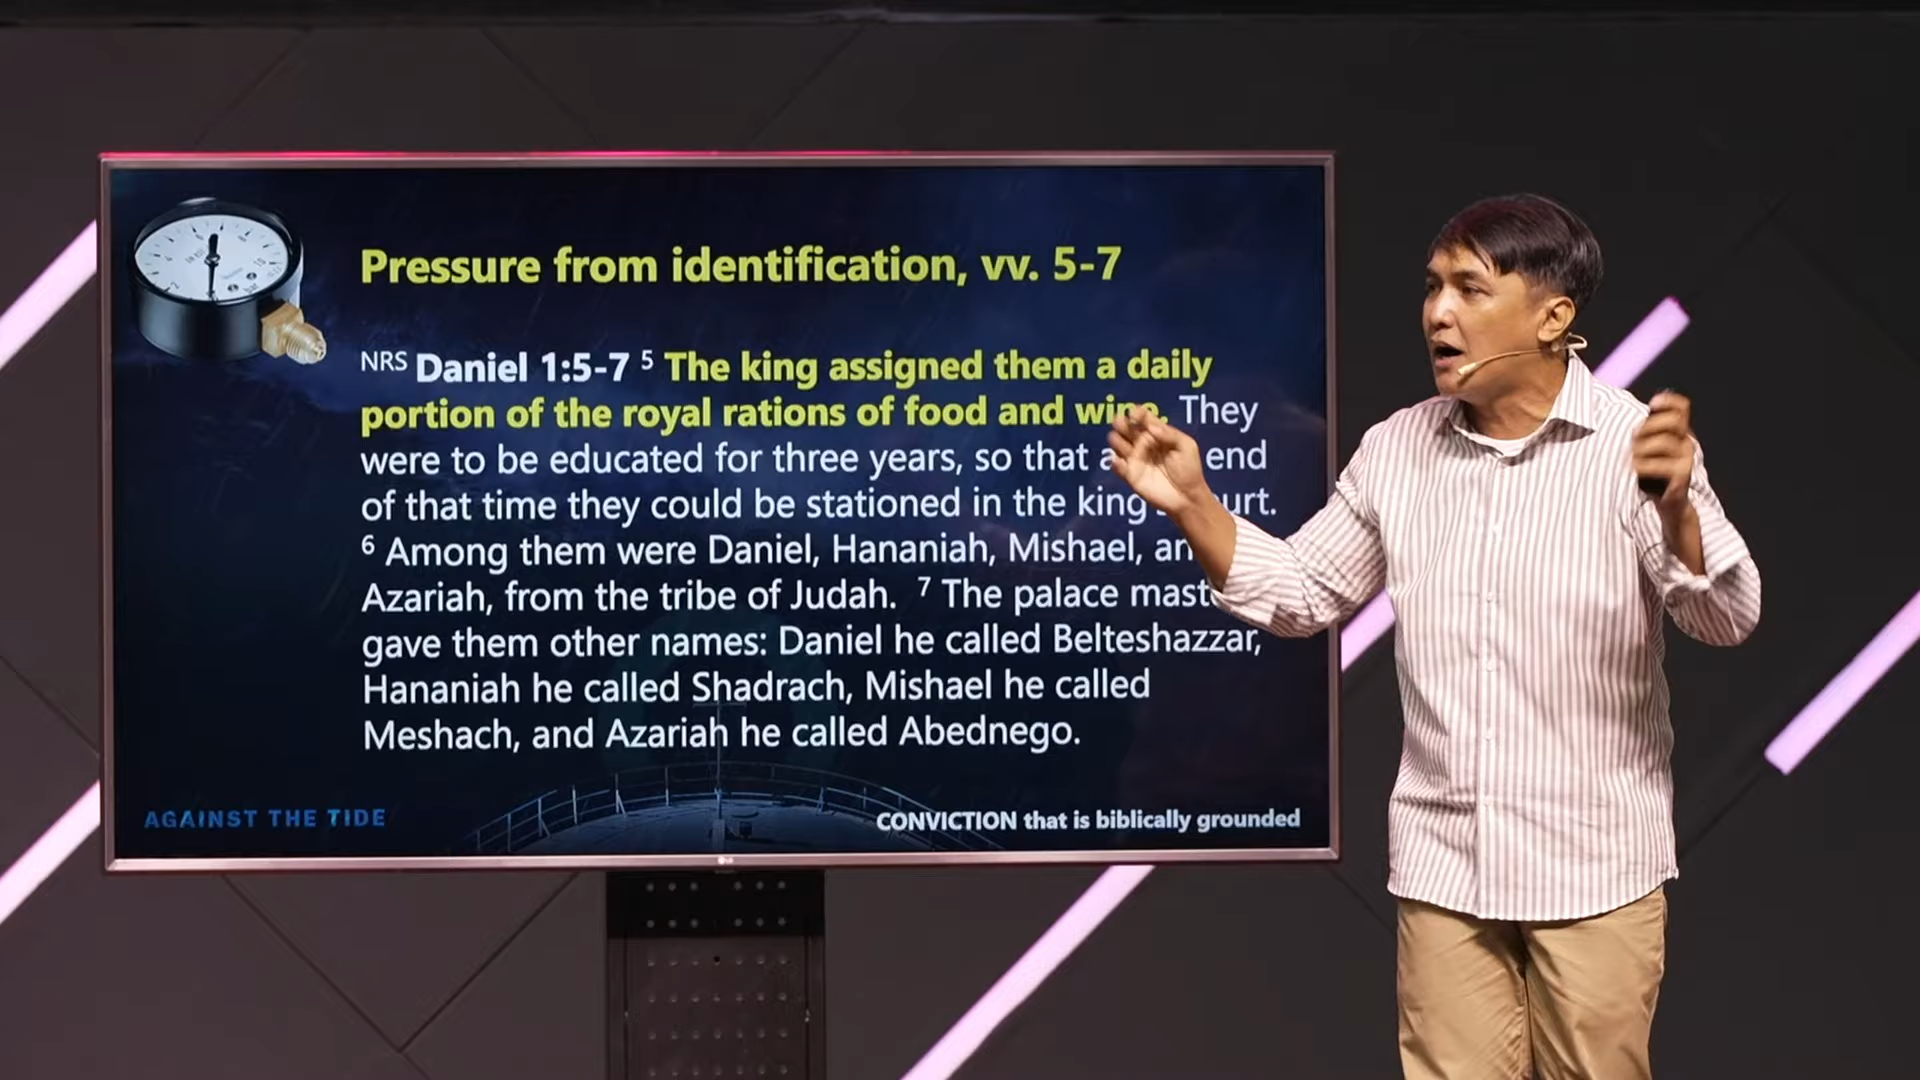 Pressure from identification, vv. 5-7
NRS Daniel 1:5-7 5 The king assigned them a daily
portion of the royal rations of food and wine. They
were to be educated for three years, so that end
of that time they could be stationed in the king
6 Among them were Daniel, Hananiah, Mishael,
Azariah, from the tribe of Judah. 7 The palace
gave them other names: Daniel he called Belteshazzar,
Hananiah he called Shadrach, Mishael he called
Meshach, and Azariah he called Abednego.
AGAINST THE TIDE
CONVICTION that is biblically grounded
LG